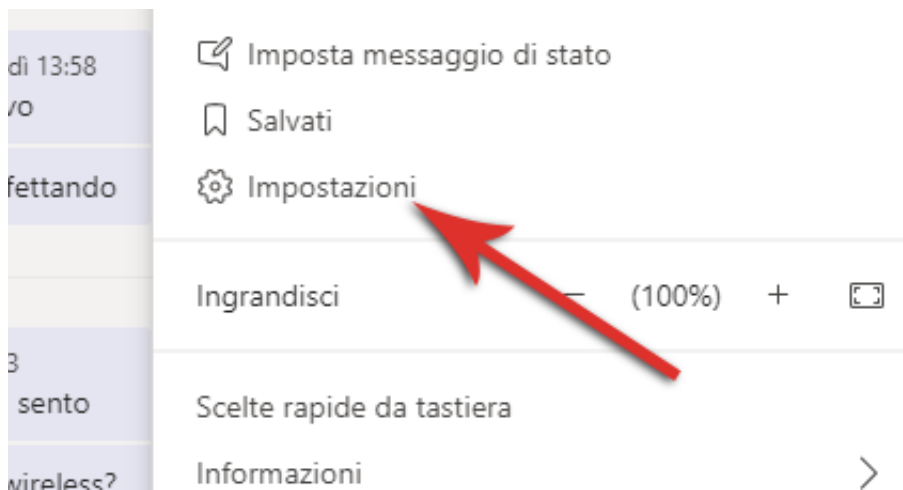 dì 13:58
vo
fettando
3
sento
wireless?
Imposta messaggio di stato
Salvati
Impostazioni
Ingrandisci — (100%) +
Scelte rapide da tastiera
Informazioni